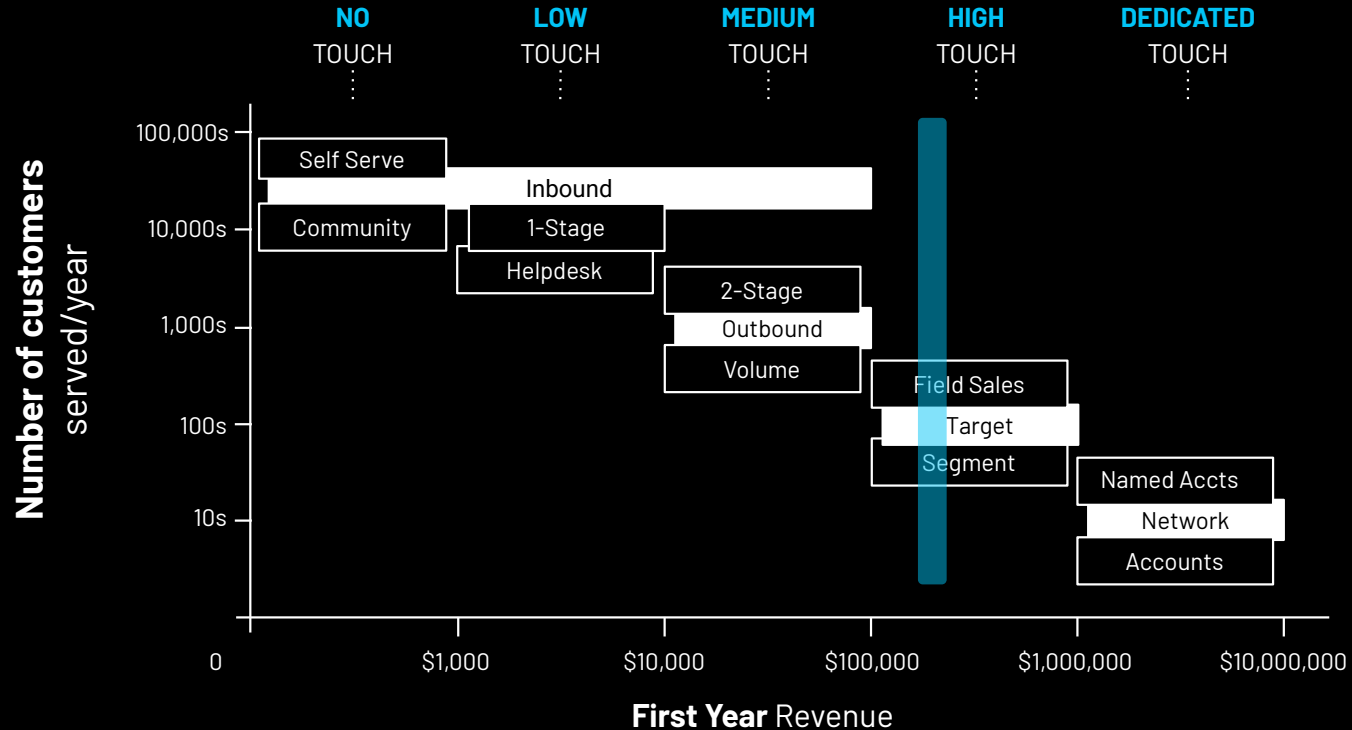 NO LOW MEDIUM HIGH DEDICATED
TOUCH TOUCH TOUCH TOUCH TOUCH
Number of customers
served/year
100,000s
10,000s
1,000s
100s
10s
Self Serve
Inbound
Community
1-Stage
Helpdesk
2-Stage
Outbound
Volume
Field Sales
Target
Segment
Named Accts
Network
Accounts
0 $1,000 $10,000 $100,000 $1,000,000 $10,000,000
First Year Revenue